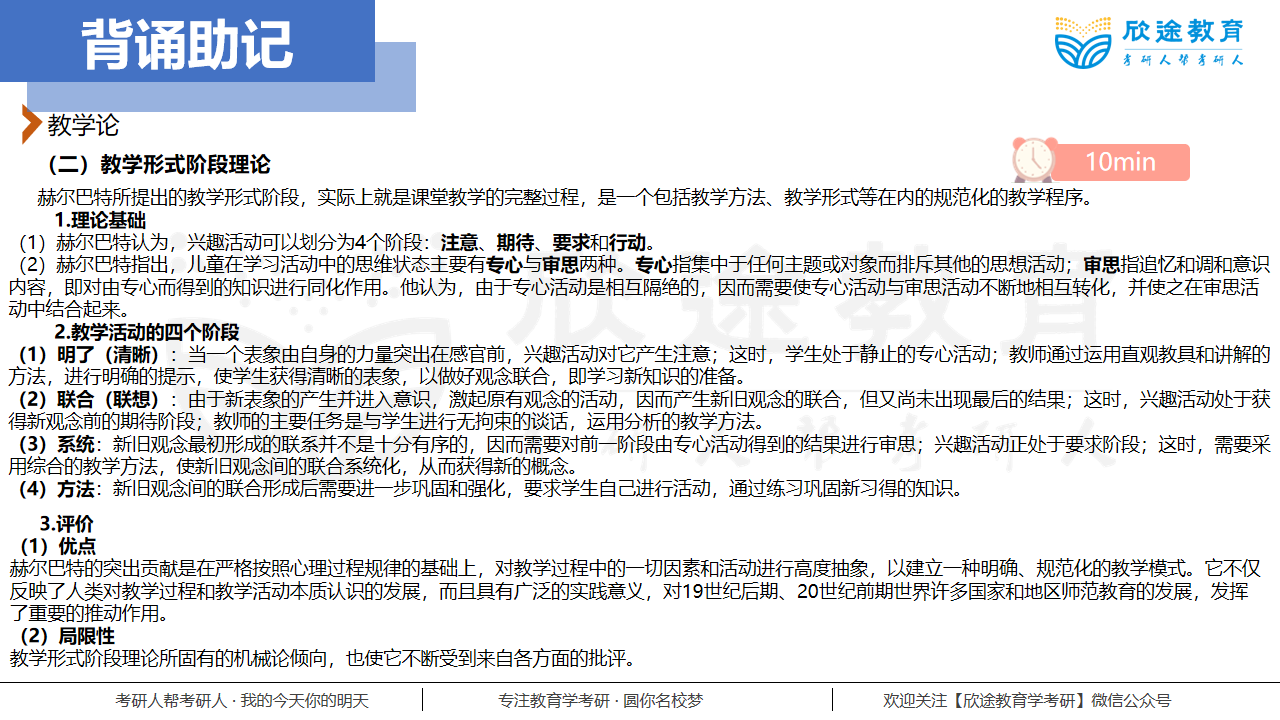 背诵助记
欣途教育
考研人帮考研人
教学论
10min
（二）教学形式阶段理论
赫尔巴特所提出的教学形式阶段，实际上就是课堂教学的完整过程，是一个包括教学方法、教学形式等在内的规范化的教学程序。
1.理论基础
（1）赫尔巴特认为，兴趣活动可以划分为4个阶段：注意、期待、要求和行动。
（2）赫尔巴特指出，儿童在学习活动中的思维状态主要有专心与审思两种。专心指集中于任何主题或对象而排斥其他的思想活动；审思指追忆和调和意识
内容，即对由专心而得到的知识进行同化作用。他认为，由于专心活动是相互隔绝的，因而需要使专心活动与审思活动不断地相互转化，并使之在审思活
动中结合起来。
2.教学活动的四个阶段
（1）明了（清晰）：当一个表象由自身的力量突出在感官前，兴趣活动对它产生注意；这时，学生处于静止的专心活动；教师通过运用直观教具和讲解的
方法，进行明确的提示，使学生获得清晰的表象，以做好观念联合，即学习新知识的准备。
（2）联合（联想）：由于新表象的产生并进入意识，激起原有观念的活动，因而产生新旧观念的联合，但又尚未出现最后的结果；这时，兴趣活动处于获
得新观念前的期待阶段；教师的主要任务是与学生进行无拘束的谈话，运用分析的教学方法。
（3）系统：新旧观念最初形成的联系并不是十分有序的，因而需要对前一阶段由专心活动得到的结果进行审思；兴趣活动正处于要求阶段；这时，需要采
用综合的教学方法，使新旧观念间的联合系统化，从而获得新的概念。
（4）方法：新旧观念间的联合形成后需要进一步巩固和强化，要求学生自己进行活动，通过练习巩固新习得的知识。
3.评价
（1）优点
赫尔巴特的突出贡献是在严格按照心理过程规律的基础上，对教学过程中的一切因素和活动进行高度抽象，以建立一种明确、规范化的教学模式。它不仅
反映了人类对教学过程和教学活动本质认识的发展，而且具有广泛的实践意义，对19世纪后期、20世纪前期世界许多国家和地区师范教育的发展，发挥
了重要的推动作用。
（2）局限性
教学形式阶段理论所固有的机械论倾向，也使它不断受到来自各方面的批评。
欣途教育
考研人帮考研人
考研人帮考研人 · 我的今天你的明天
专注教育学考研 · 圆你名校梦
欢迎关注【欣途教育学考研】微信公众号